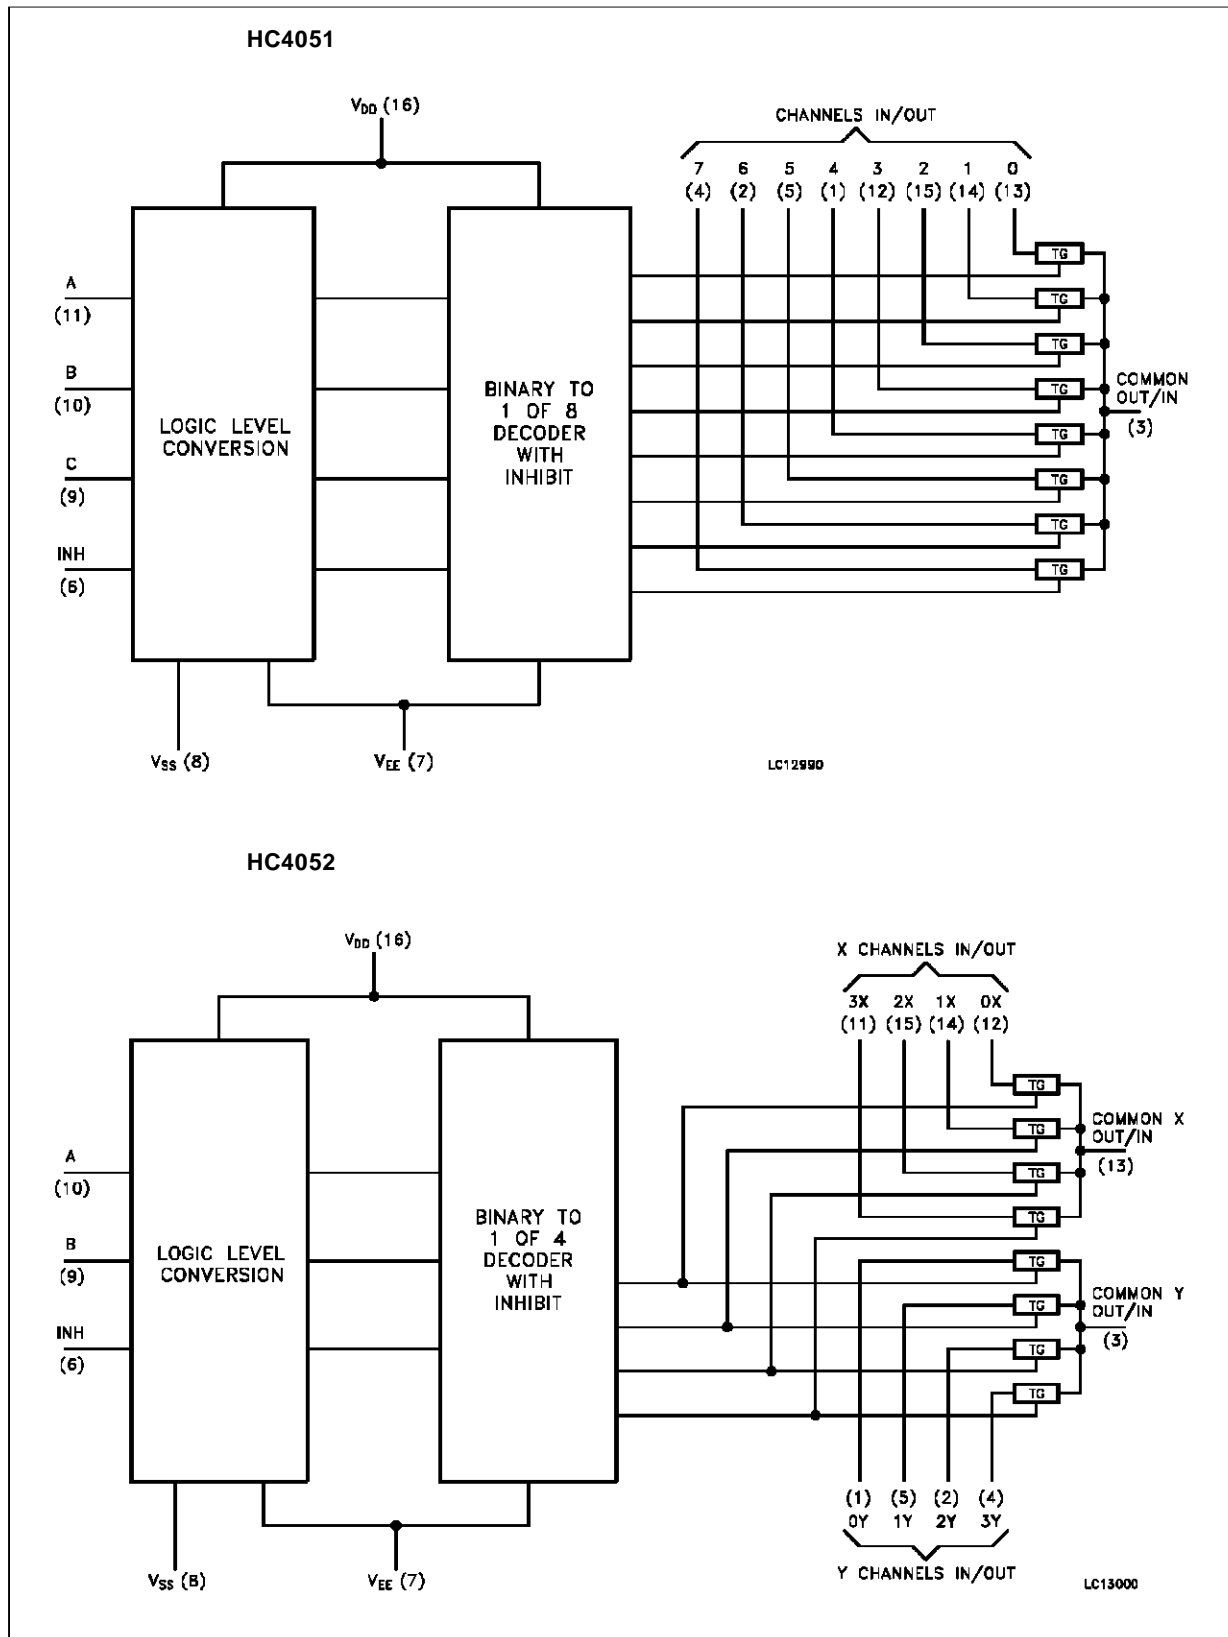 HC4051
VDD (16)
CHANNELS IN/OUT
7 6 5 4 3 2 1 0
(4) (2) (5) (1) (12) (15) (14) (13)
TG
A
(11)
TG
TG
B
(10)
LOGIC LEVEL
CONVERSION
BINARY TO
1 OF 8
DECODER
WITH
INHIBIT
TG
COMMON
OUT/IN
(3)
TG
C
(9)
TG
TG
INH
(6)
TG
VSS (8)
VEE (7)
LC12990
HC4052
VDD (16)
X CHANNELS IN/OUT
3X 2X 1X 0X
(11) (15) (14) (12)
TG
TG
COMMON X
OUT/IN
(13)
A
(10)
TG
TG
B
(9)
LOGIC LEVEL
CONVERSION
BINARY TO
1 OF 4
DECODER
WITH
INHIBIT
TG
TG
COMMON Y
OUT/IN
(3)
INH
(6)
TG
TG
(1) (5) (2) (4)
0Y 1Y 2Y 3Y
Y CHANNELS IN/OUT
VSS (8)
VEE (7)
LC13000